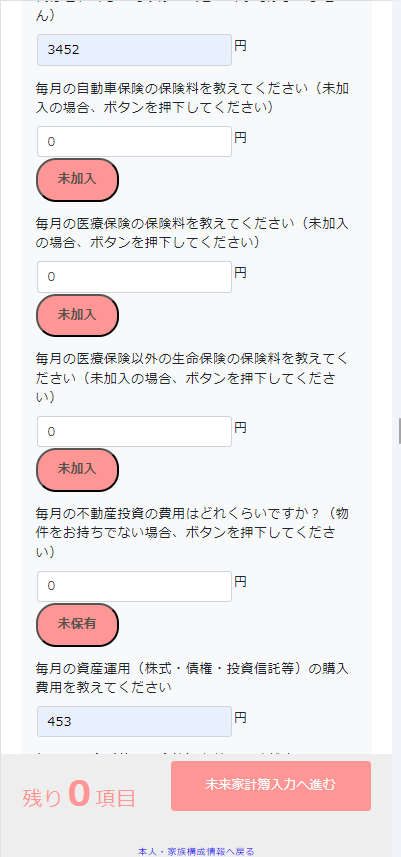 ん）
3452 円
毎月の自動車保険の保険料を教えてください（未加
入の場合、ボタンを押下してください）
0 円
未加入
毎月の医療保険の保険料を教えてください（未加入
の場合、ボタンを押下してください）
0 円
未加入
毎月の医療保険以外の生命保険の保険料を教えてく
ださい（未加入の場合、ボタンを押下してくださ
い）
0 円
未加入
毎月の不動産投資の費用はどれくらいですか？（物
件をお持ちでない場合、ボタンを押下してくださ
い）
0 円
未保有
毎月の資産運用（株式・債権・投資信託等）の購入
費用を教えてください
453 円
残り 0 項目
未来家計簿入力へ進む
本人・家族構成情報へ戻る